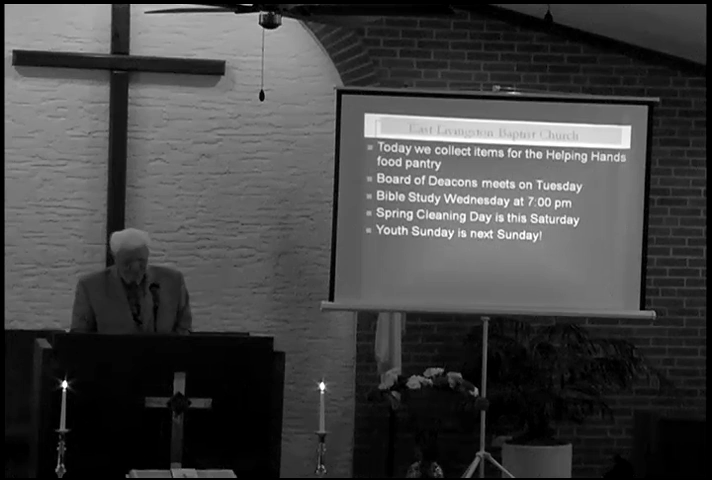 East Livingston Baptist Church
Today we collect items for the Helping Hands
food pantry
Board of Deacons meets on Tuesday
Bible Study Wednesday at 7:00 pm
Spring Cleaning Day is this Saturday
Youth Sunday is next Sunday!